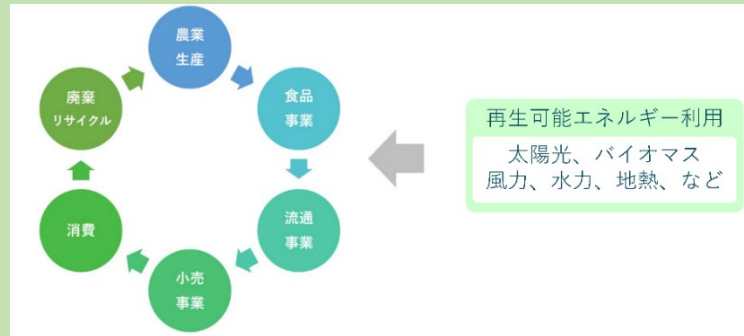 農業
生産
食品
事業
流通
事業
小売
事業
消費
廃棄
リサイクル
再生可能エネルギー利用
太陽光、バイオマス
風力、水力、地熱、など